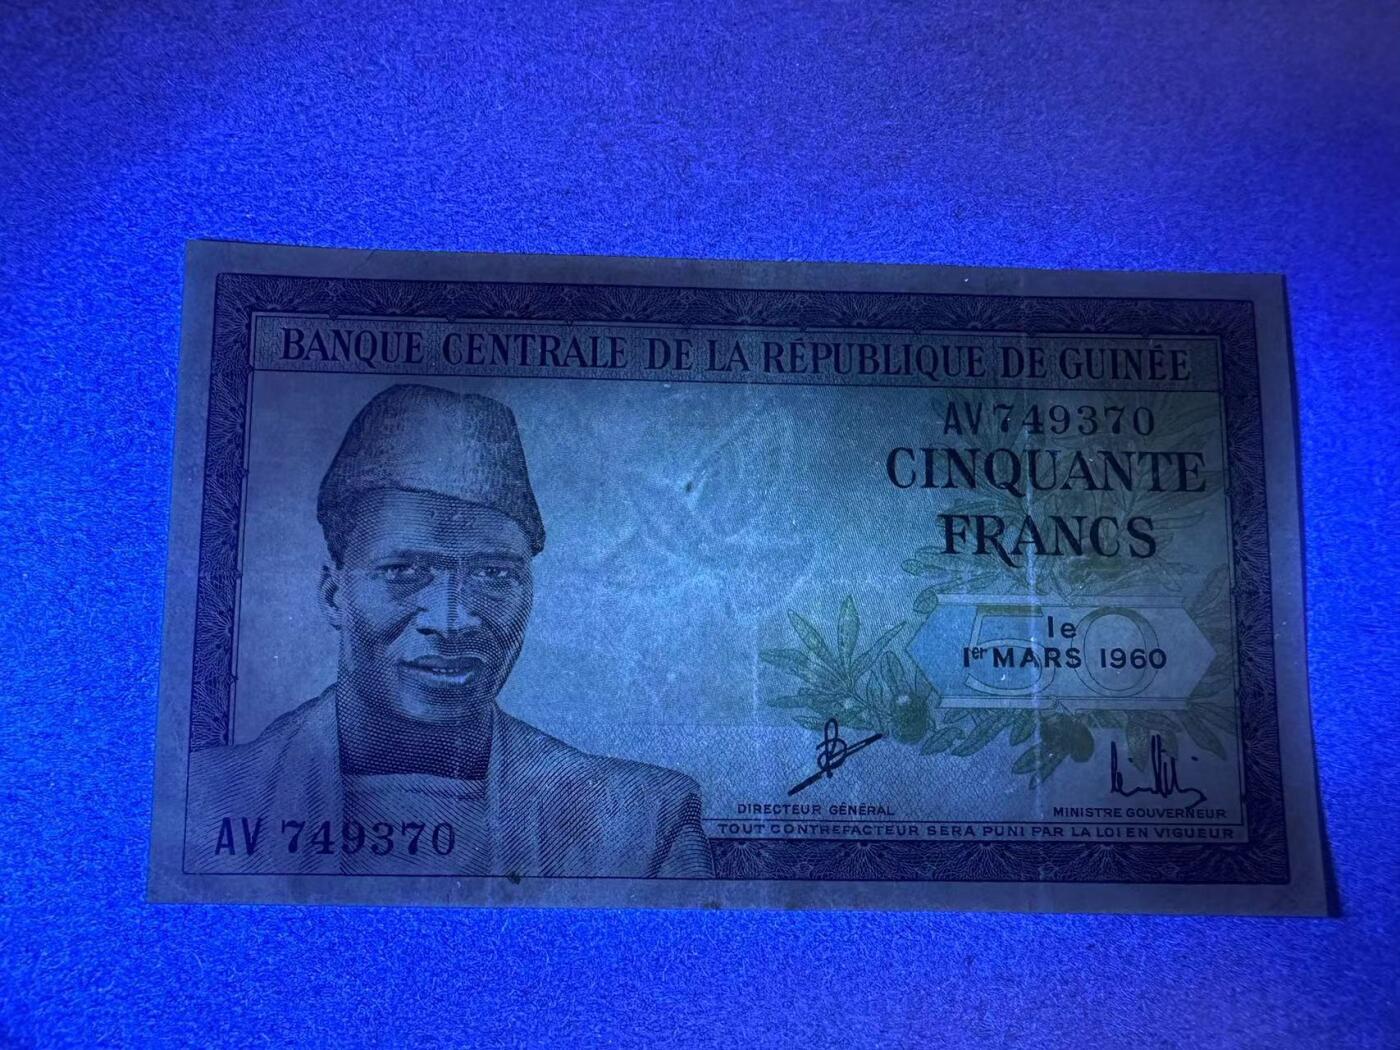 BANQUE CENTRALE DE LA RÉPUBLIQUE DE GUINÉE
AV 749370
CINQUANTE
FRANCS
50
le
1er MARS 1960
DIRECTEUR GÉNÉRAL
MINISTRE GOUVERNEUR
TOUT CONTREFACTEUR SERA PUNI PAR LA LOI EN VIGUEUR
AV 749370